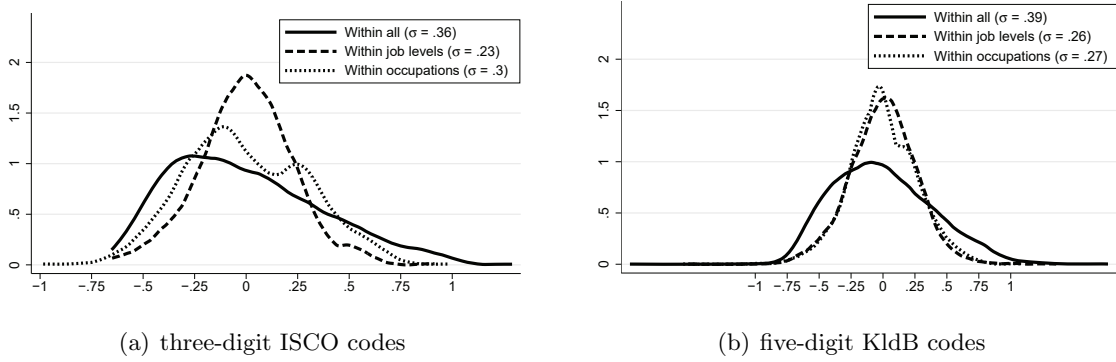 Within all (σ = .36)
Within job levels (σ = .23)
Within occupations (σ = .3)
2
1.5
1
.5
0
−1 −.75 −.5 −.25 0 .25 .5 .75 1
(a) three-digit ISCO codes
Within all (σ = .39)
Within job levels (σ = .26)
Within occupations (σ = .27)
2
1.5
1
.5
0
−1 −.75 −.5 −.25 0 .25 .5 .75 1
(b) five-digit KldB codes